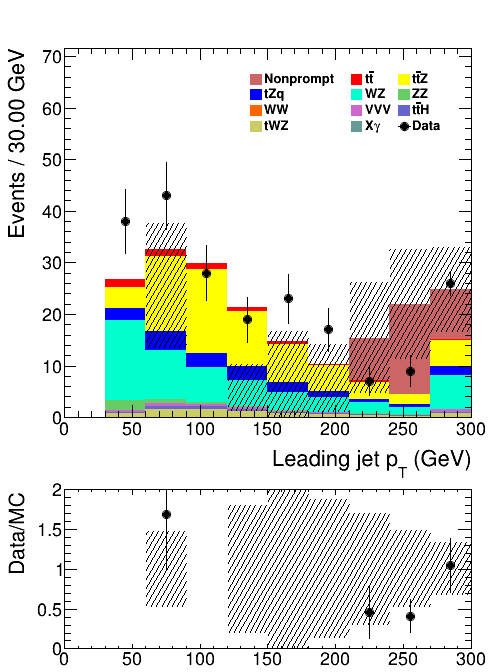 Events / 30.00 GeV
70
60
50
40
30
20
10
0
Nonprompt tt̄ tt̄Z
tZq WZ ZZ
WW VVV tt̄H
tWZ Xγ Data
0 50 100 150 200 250 300
Leading jet p_T (GeV)
Data/MC
2
1.5
1
0.5
0
0 50 100 150 200 250 300